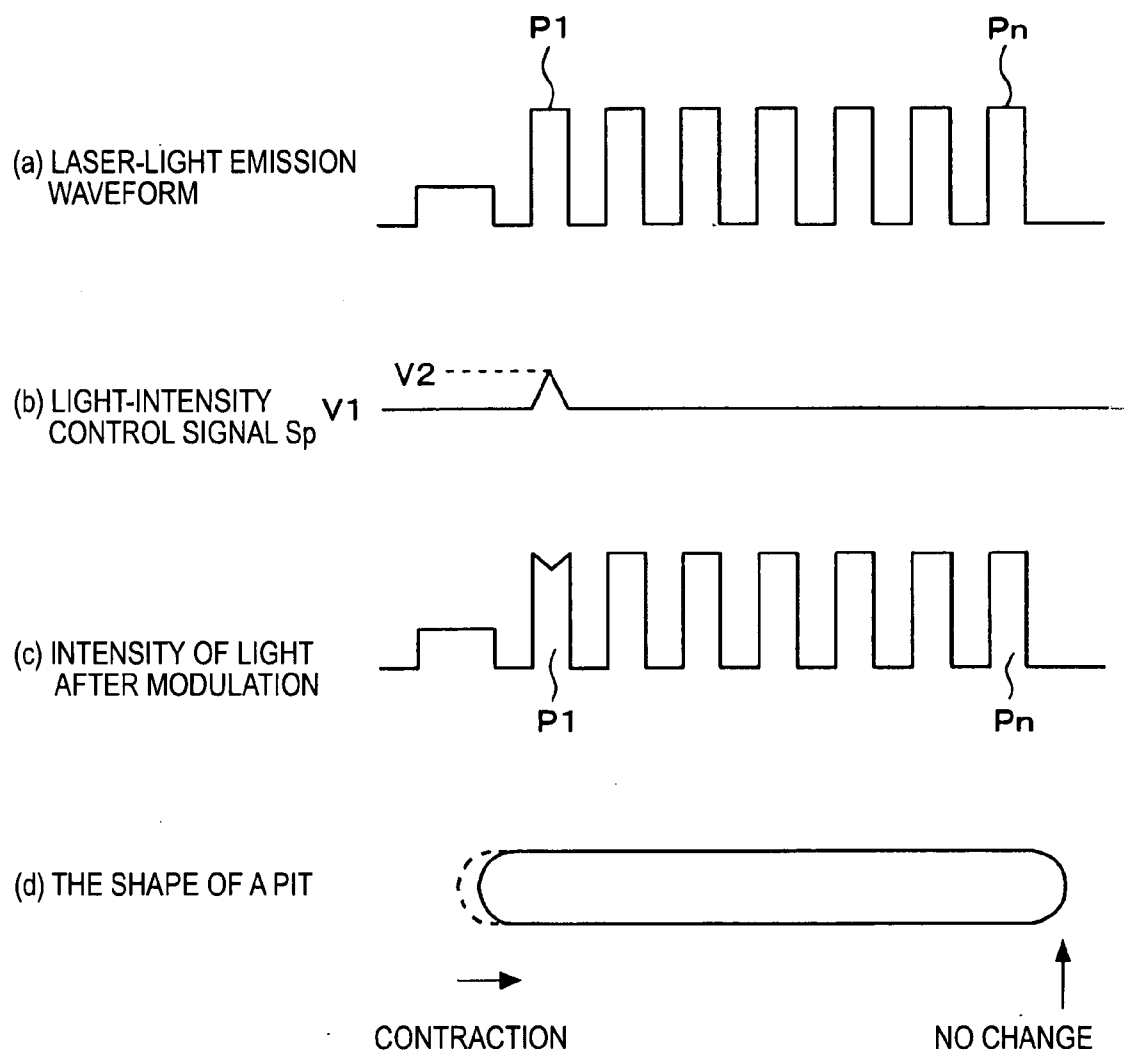 P1
Pn
(a) LASER-LIGHT EMISSION
WAVEFORM
V2
(b) LIGHT-INTENSITY
V1
CONTROL SIGNAL Sp
(c) INTENSITY OF LIGHT
AFTER MODULATION
P1
Pn
(d) THE SHAPE OF A PIT
CONTRACTION
NO CHANGE